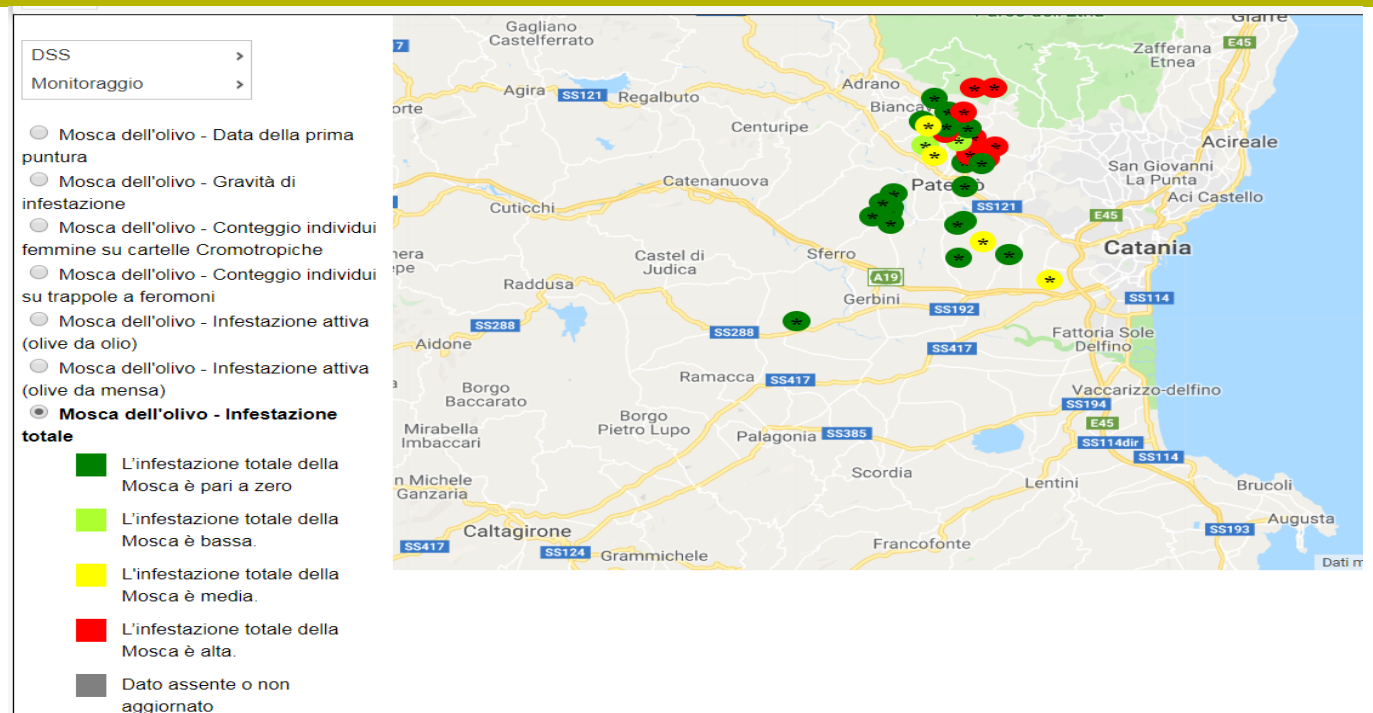 DSS >
Monitoraggio >
Mosca dell'olivo - Data della prima
puntura
Mosca dell'olivo - Gravità di
infestazione
Mosca dell'olivo - Conteggio individui
femmine su cartelle Cromotropiche
Mosca dell'olivo - Conteggio individui
su trappole a feromoni
Mosca dell'olivo - Infestazione attiva
(olive da olio)
Mosca dell'olivo - Infestazione attiva
(olive da mensa)
Mosca dell'olivo - Infestazione
totale
L'infestazione totale della
Mosca è pari a zero
L'infestazione totale della
Mosca è bassa.
L'infestazione totale della
Mosca è media.
L'infestazione totale della
Mosca è alta.
Dato assente o non
aggiornato
Gagliano
Castelferrato
Giarre
7
E45
Zafferana
Etnea
Adrano
Agira
SS121
Regalbuto
orte
Centuripe
Acireale
San Giovanni
La Punta
Catenanuova
Aci Castello
Cuticchi
SS121
E45
Catania
Castel di
Judica
Sferro
A19
Raddusa
Gerbini
SS192
SS114
SS288
SS288
Fattoria Sole
Delfino
Aidone
SS417
Ramacca
SS417
Borgo
Baccarato
Vaccarizzo-delfino
SS194
Borgo
Pietro Lupo
E45
Mirabella
Imbaccari
Palagonia
SS385
SS114dir
SS114
Scordia
n Michele
Ganzaria
Lentini
Brucoli
Augusta
SS193
Caltagirone
SS417
SS124
Grammichele
Francofonte
Dati m